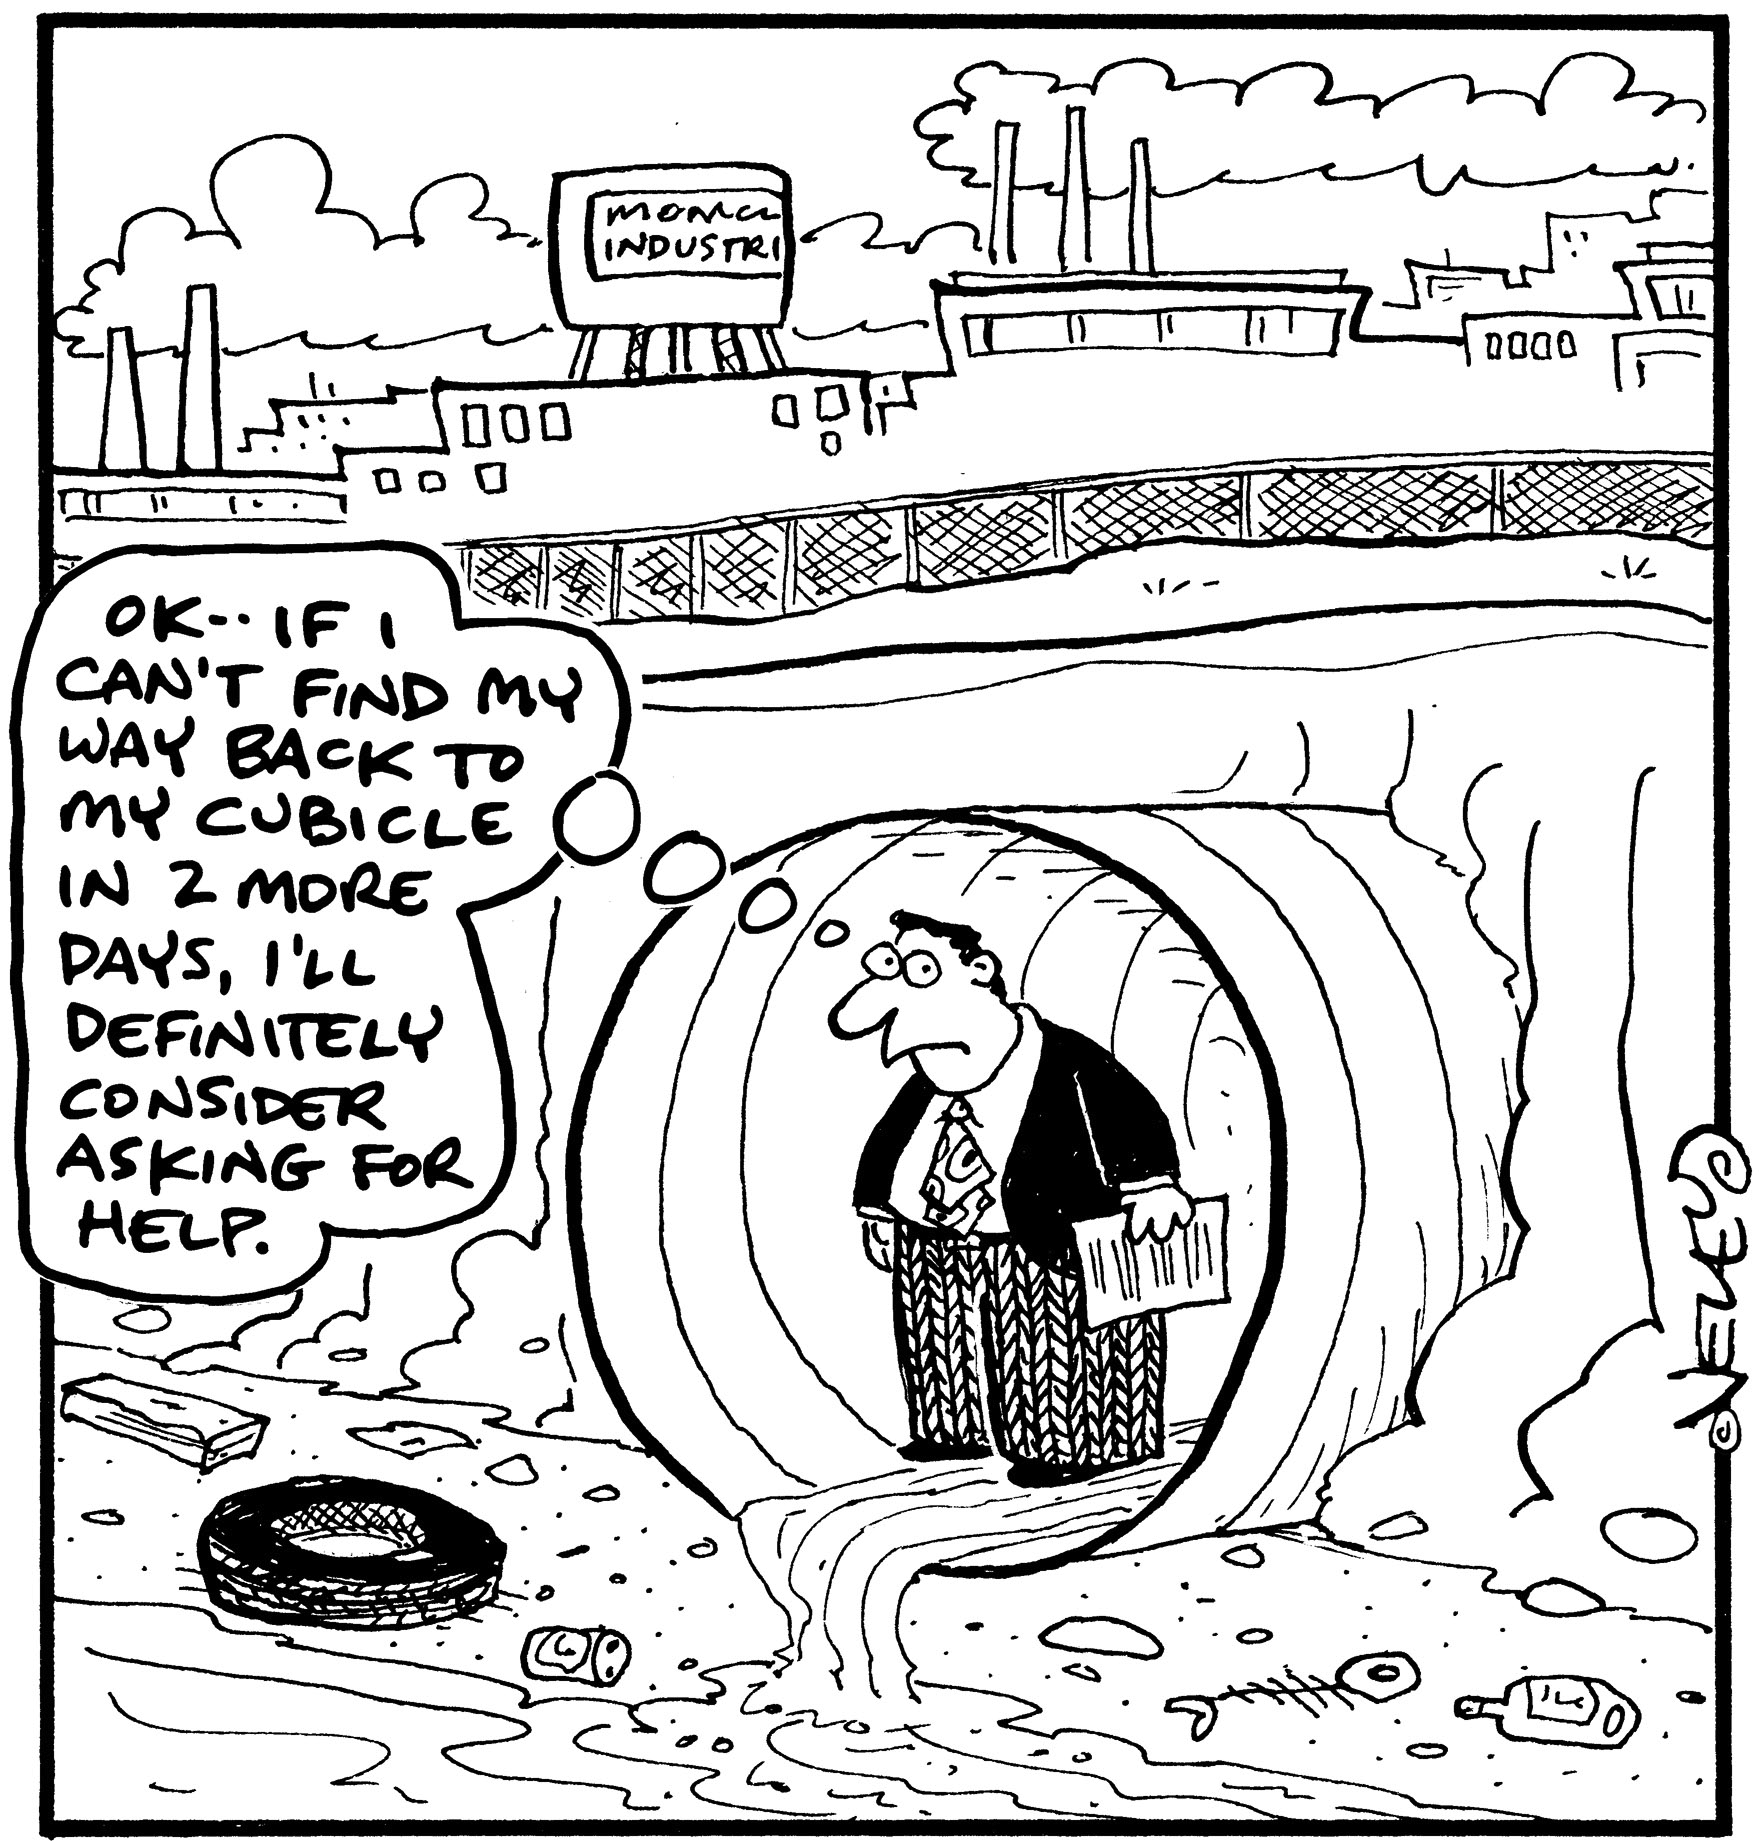 INDUSTRI
OK-- IF I
CAN'T FIND MY
WAY BACK TO
MY CUBICLE
IN 2 MORE
DAYS, I'LL
DEFINITELY
CONSIDER
ASKING FOR
HELP.